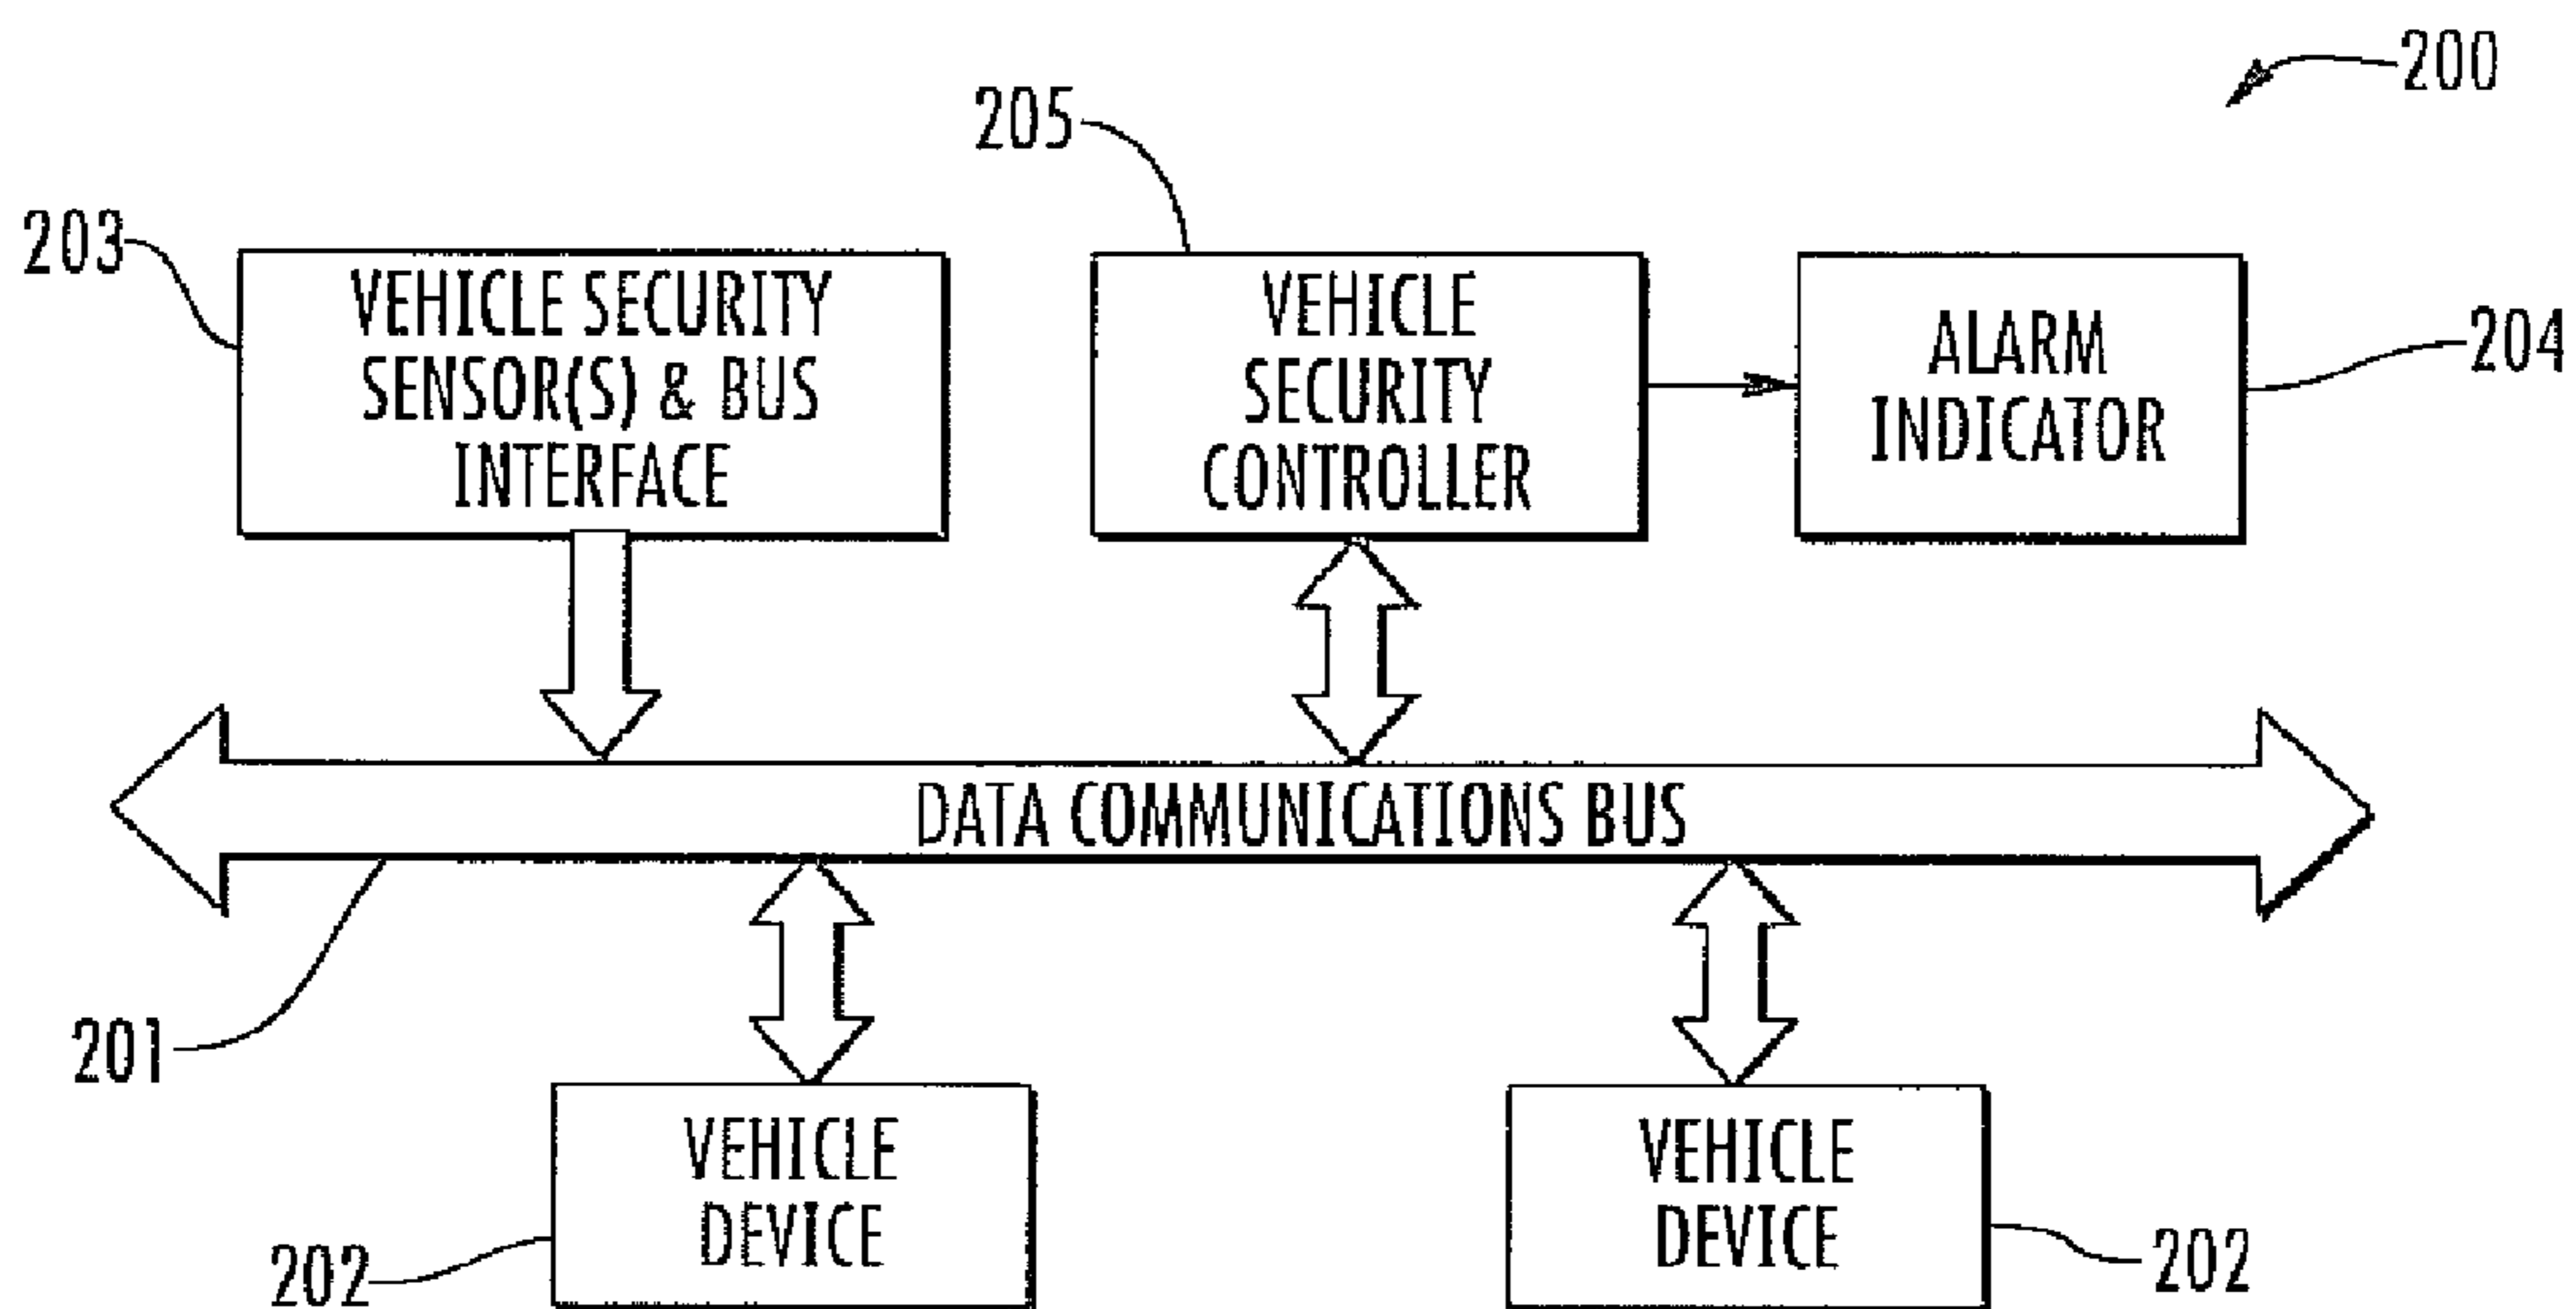 200
205
203
VEHICLE SECURITY
SENSOR(S) & BUS
INTERFACE
VEHICLE
SECURITY
CONTROLLER
ALARM
INDICATOR
204
DATA COMMUNICATIONS BUS
201
VEHICLE
DEVICE
202
VEHICLE
DEVICE
202